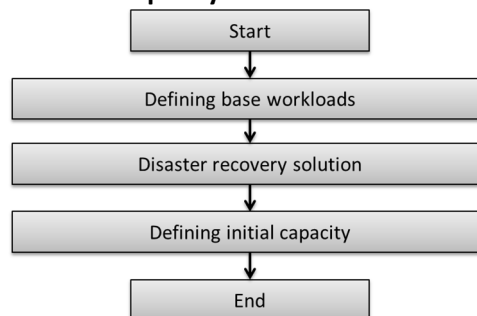 Start
Defining base workloads
Disaster recovery solution
Defining initial capacity
End